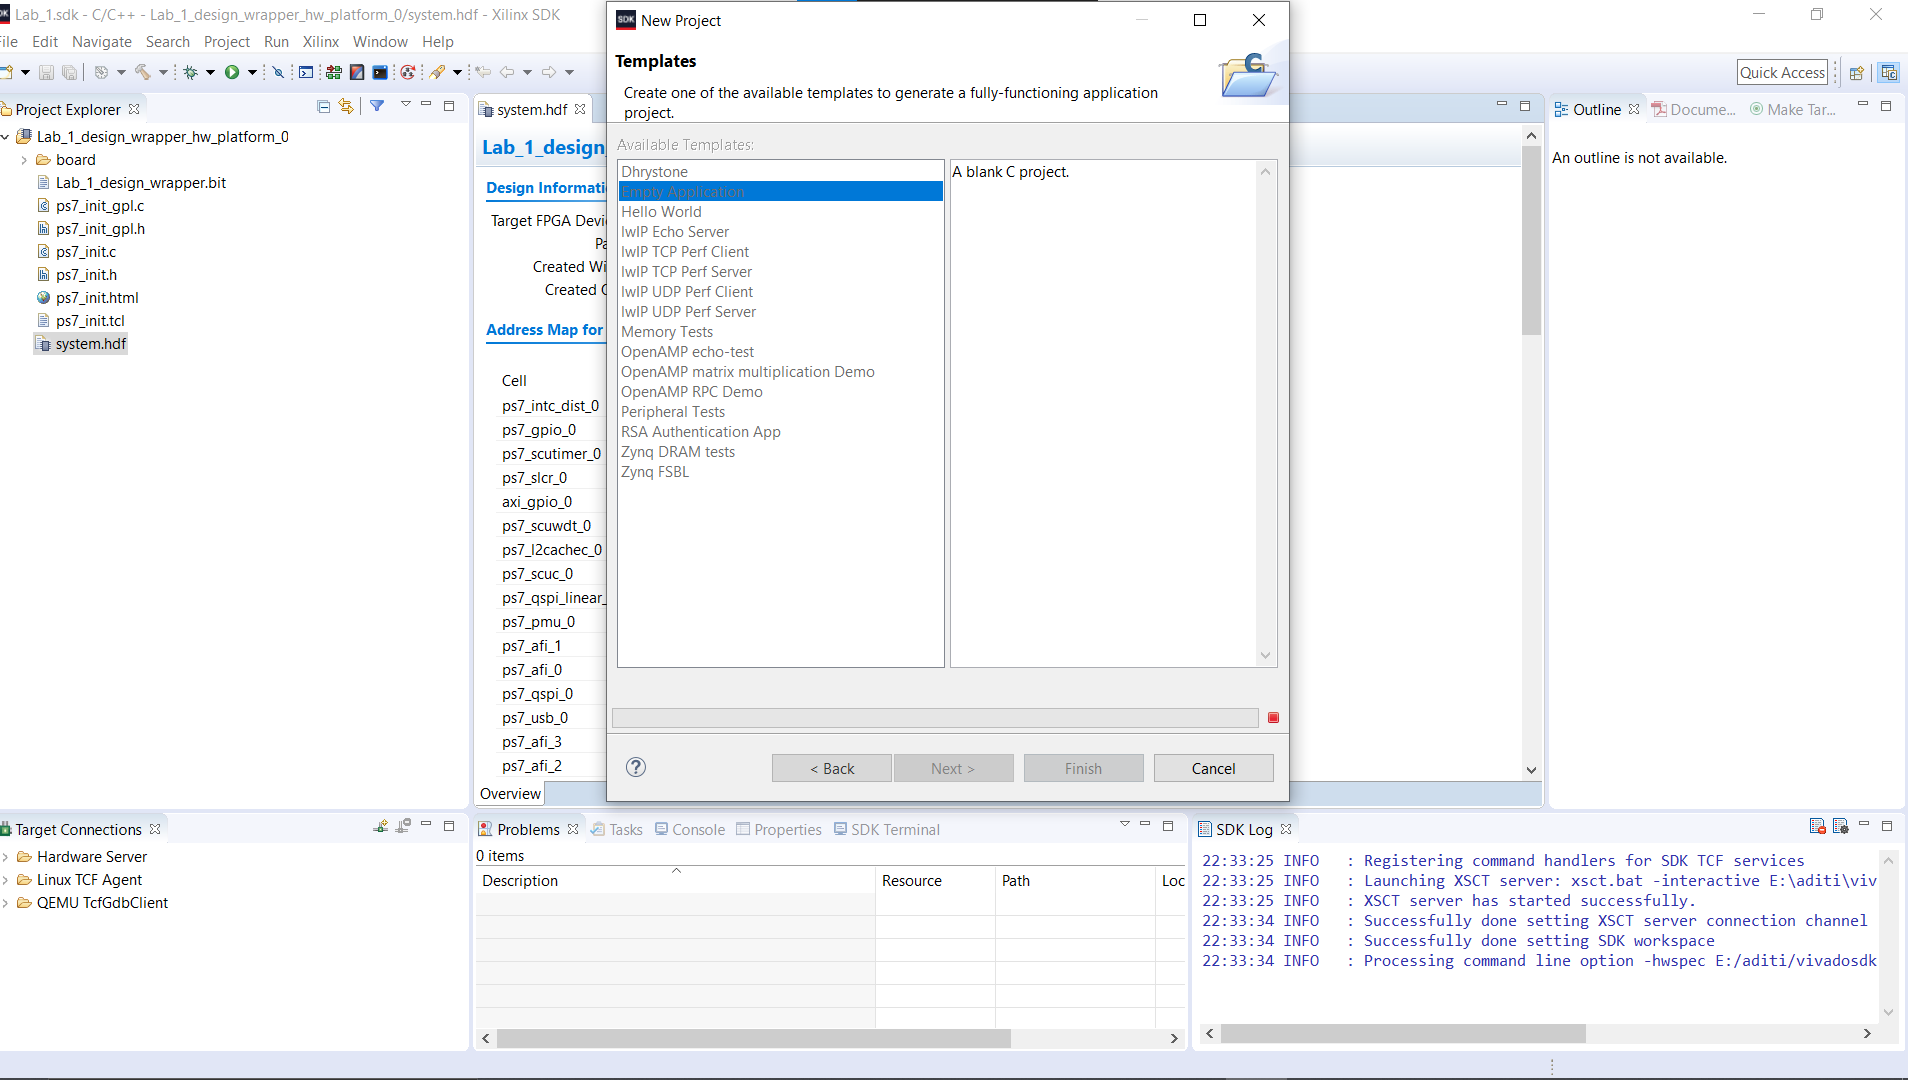 Lab_1.sdk - C/C++ - Lab_1_design_wrapper_hw_platform_0/system.hdf - Xilinx SDK
File Edit Navigate Search Project Run Xilinx Window Help
Quick Access
Project Explorer
Lab_1_design_wrapper_hw_platform_0
board
Lab_1_design_wrapper.bit
ps7_init_gpl.c
ps7_init_gpl.h
ps7_init.c
ps7_init.h
ps7_init.html
ps7_init.tcl
system.hdf
system.hdf
Lab_1_design_
Design Informati
Target FPGA Devi
Pa
Created Wi
Created
Address Map for
Cell
ps7_intc_dist_0
ps7_gpio_0
ps7_scutimer_0
ps7_slcr_0
axi_gpio_0
ps7_scuwdt_0
ps7_l2cachec_0
ps7_scuc_0
ps7_qspi_linear_
ps7_pmu_0
ps7_afi_1
ps7_afi_0
ps7_qspi_0
ps7_usb_0
ps7_afi_3
ps7_afi_2
Overview
SDK New Project
Templates
Create one of the available templates to generate a fully-functioning application
project.
Available Templates:
Dhrystone
Empty Application
Hello World
lwIP Echo Server
lwIP TCP Perf Client
lwIP TCP Perf Server
lwIP UDP Perf Client
lwIP UDP Perf Server
Memory Tests
OpenAMP echo-test
OpenAMP matrix multiplication Demo
OpenAMP RPC Demo
Peripheral Tests
RSA Authentication App
Zynq DRAM tests
Zynq FSBL
A blank C project.
< Back Next > Finish Cancel
Outline Docume... Make Tar...
An outline is not available.
Target Connections
Hardware Server
Linux TCF Agent
QEMU TcfGdbClient
Problems Tasks Console Properties SDK Terminal
0 items
Description Resource Path Loc
SDK Log
22:33:25 INFO : Registering command handlers for SDK TCF services
22:33:25 INFO : Launching XSCT server: xsct.bat -interactive E:\aditi\viv
22:33:25 INFO : XSCT server has started successfully.
22:33:34 INFO : Successfully done setting XSCT server connection channel
22:33:34 INFO : Successfully done setting SDK workspace
22:33:34 INFO : Processing command line option -hwspec E:/aditi/vivadosdk